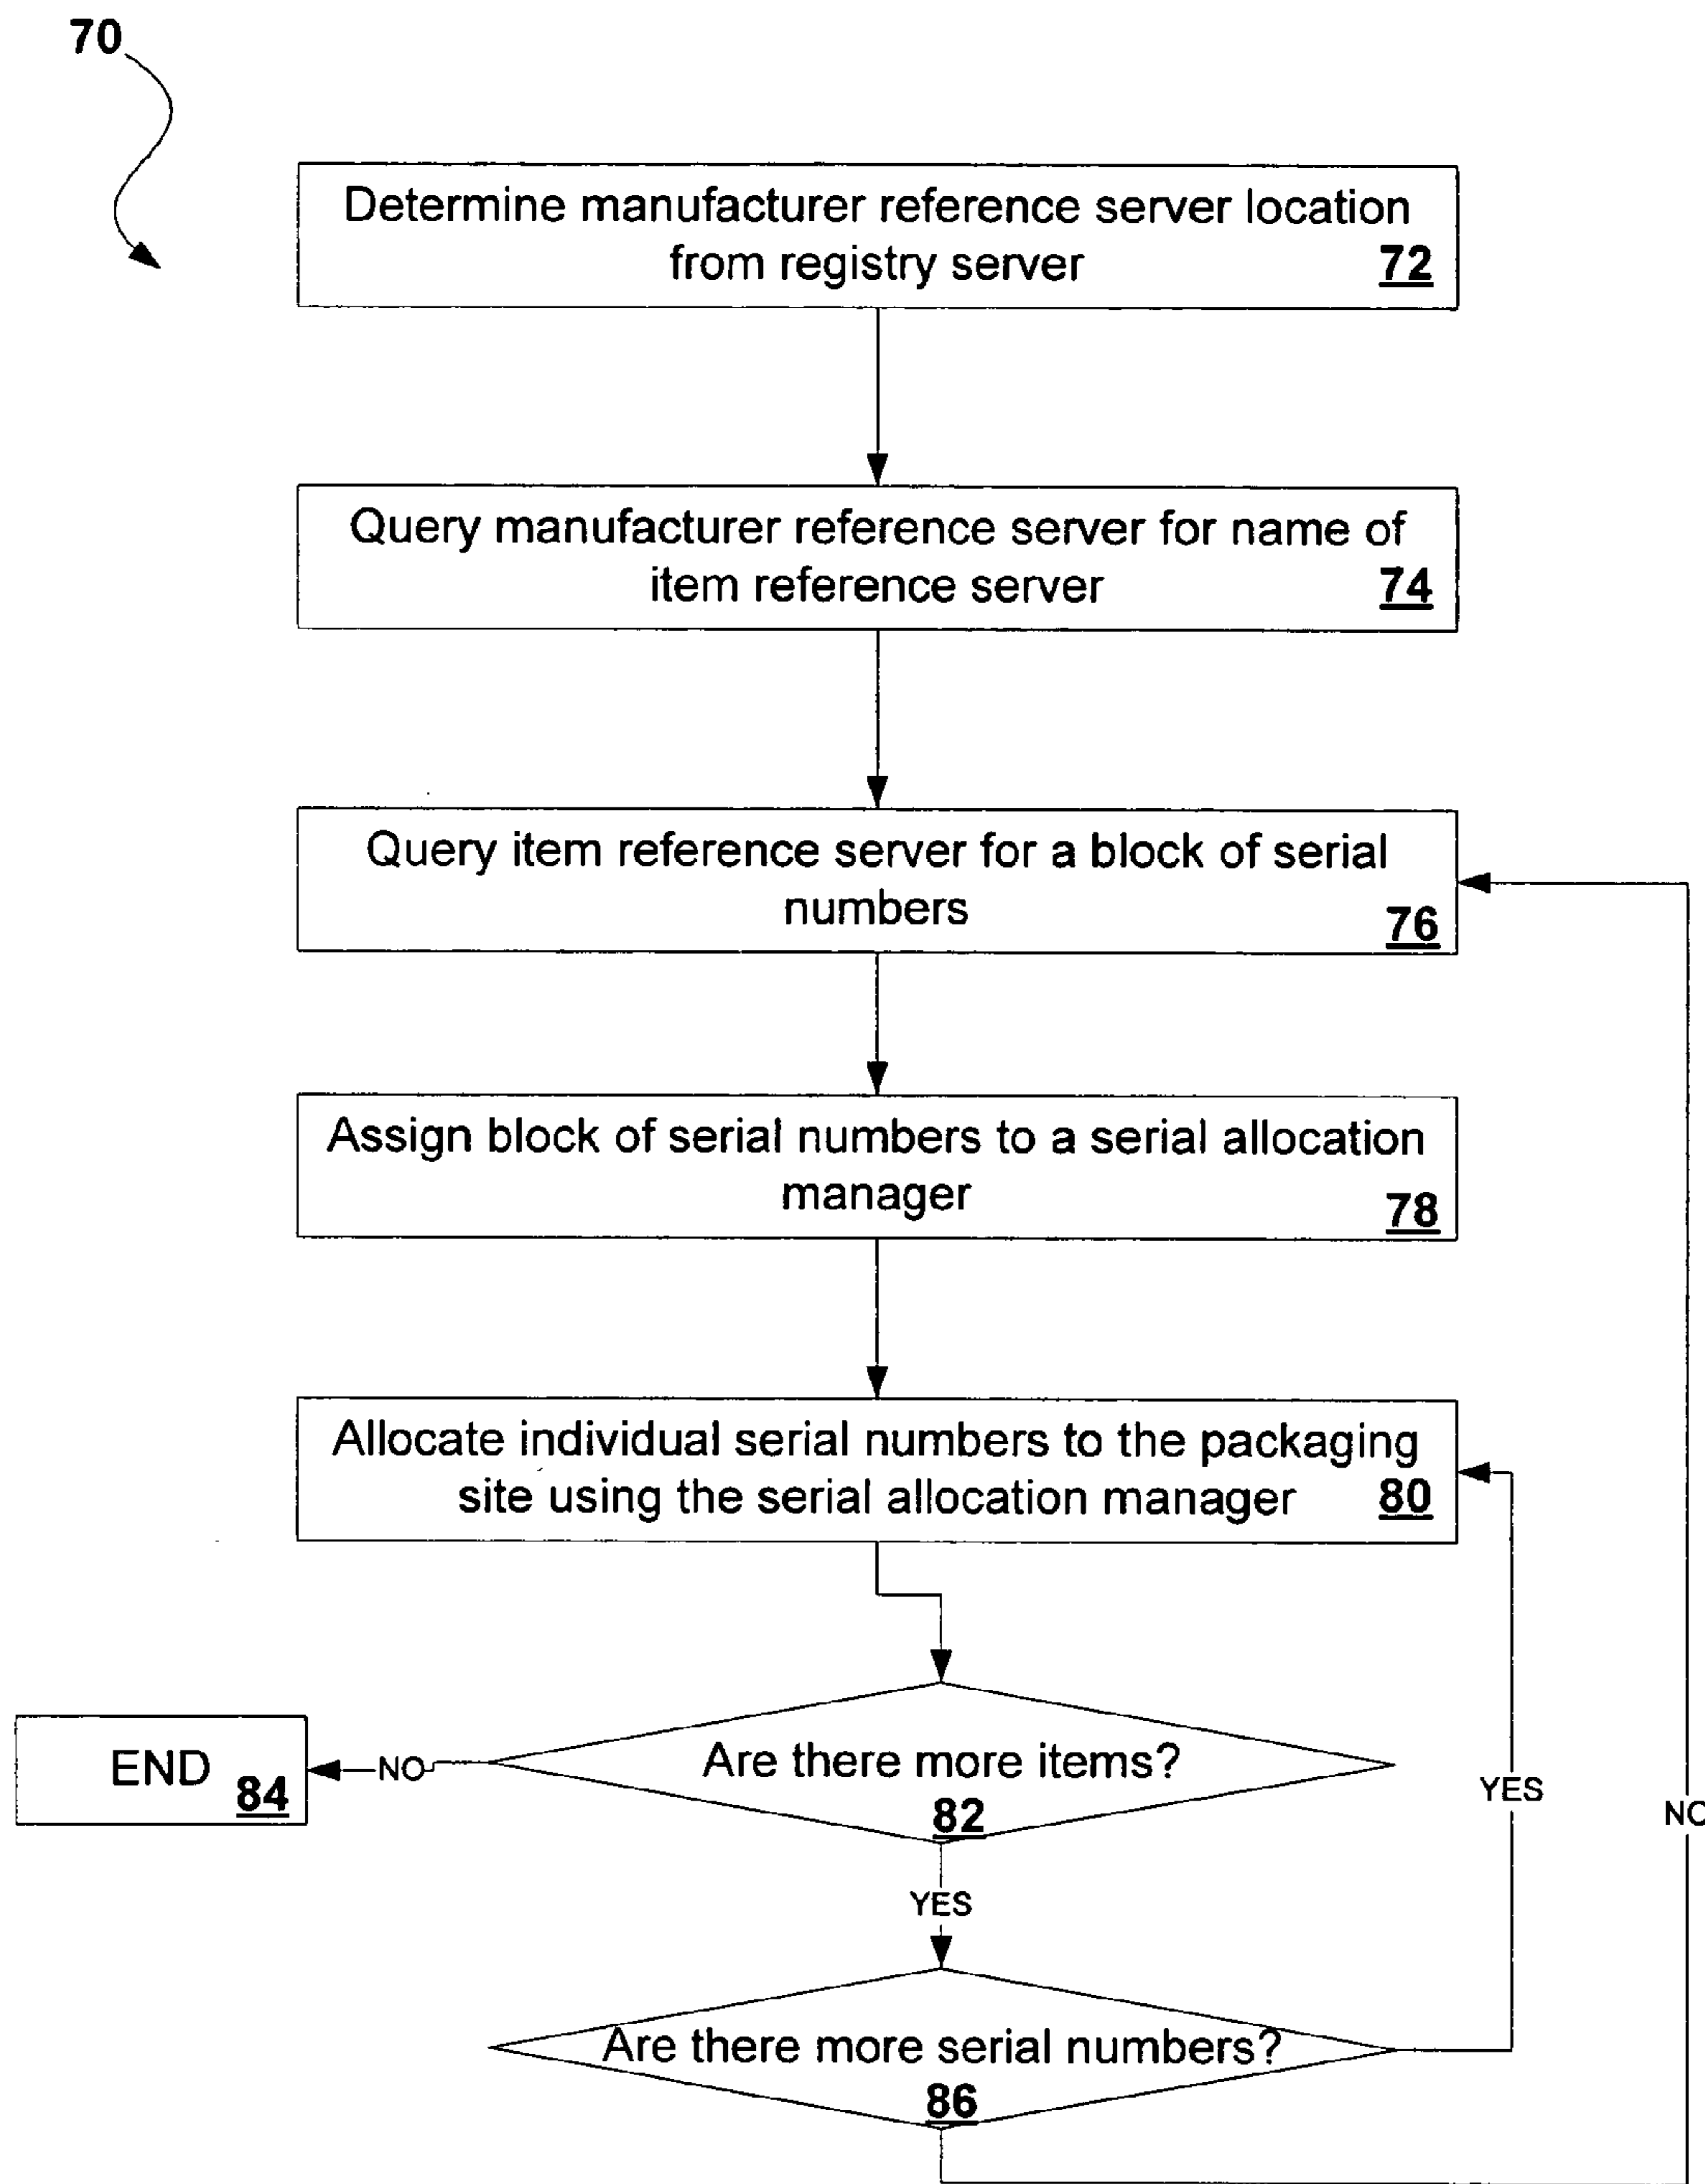 70
Determine manufacturer reference server location
from registry server 72
Query manufacturer reference server for name of
item reference server 74
Query item reference server for a block of serial
numbers 76
Assign block of serial numbers to a serial allocation
manager 78
Allocate individual serial numbers to the packaging
site using the serial allocation manager 80
Are there more items?
82
END 84
NO
YES
YES
NO
Are there more serial numbers?
86